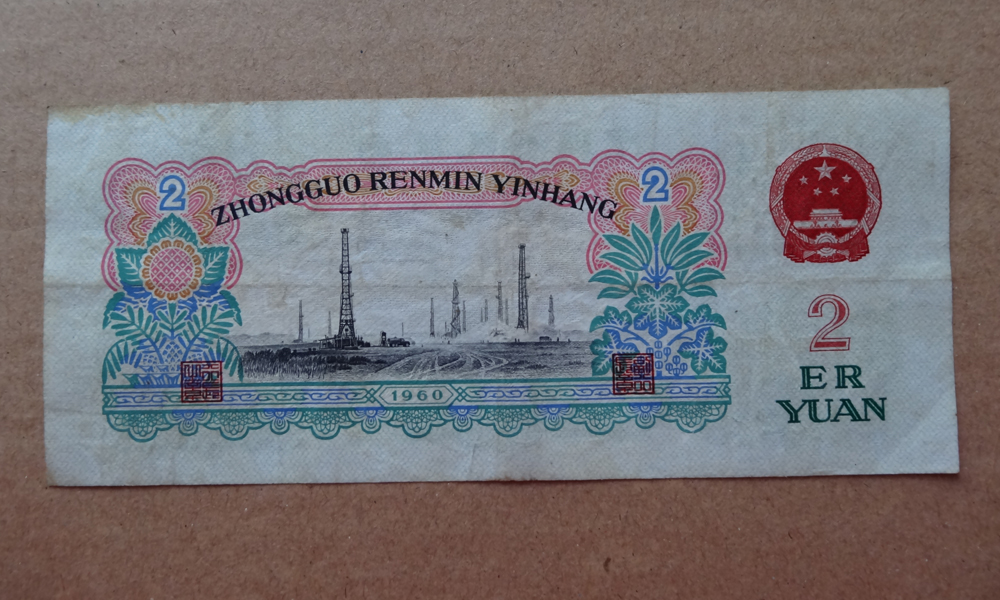 2
2
ZHONGGUO RENMIN YINHANG
1960
2
ER
YUAN